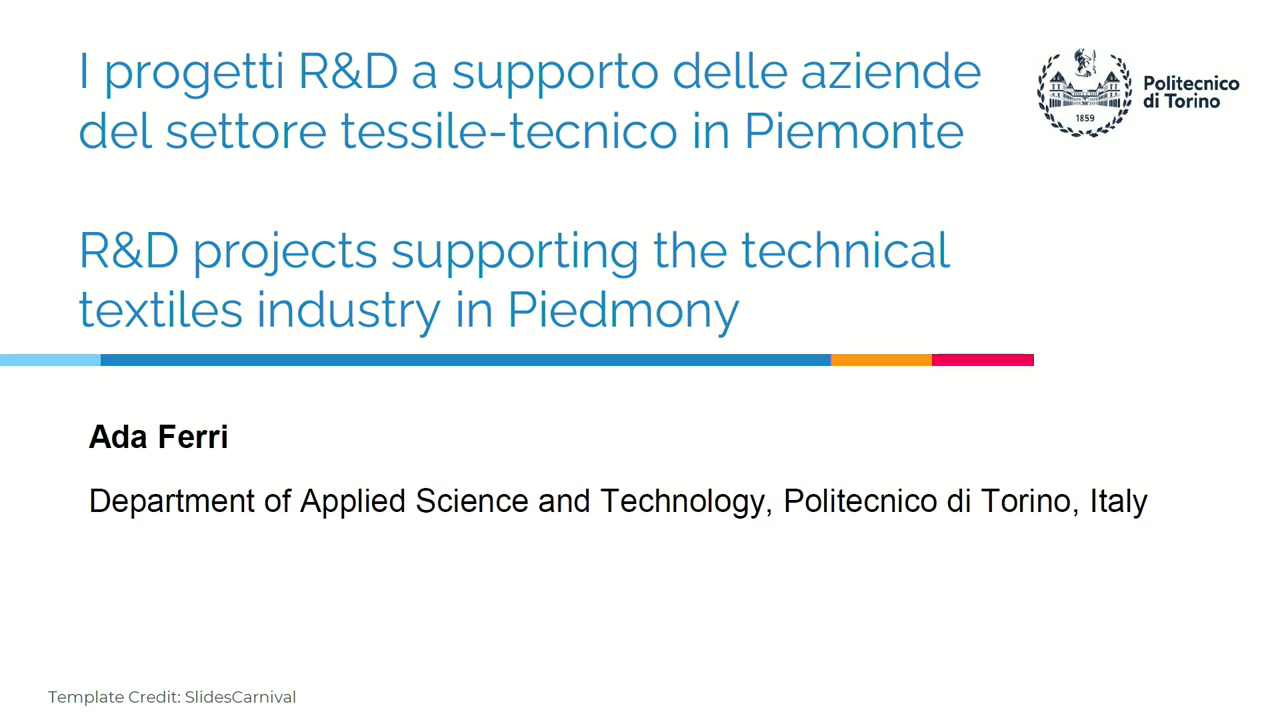 I progetti R&D a supporto delle aziende
del settore tessile-tecnico in Piemonte
Politecnico
di Torino
1859
R&D projects supporting the technical
textiles industry in Piedmony
Ada Ferri
Department of Applied Science and Technology, Politecnico di Torino, Italy
Template Credit: SlidesCarnival